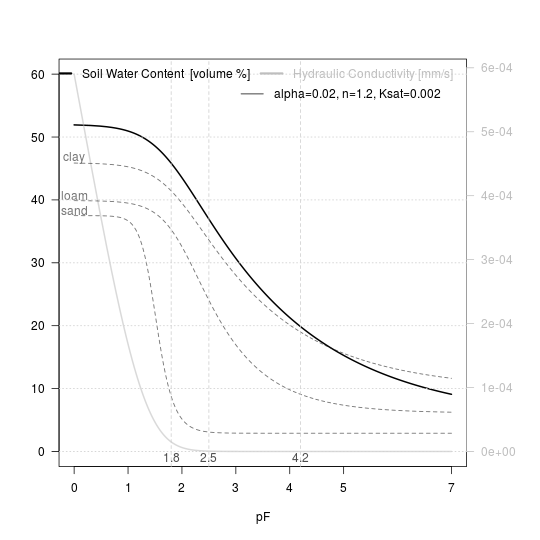 Soil Water Content [volume %] Hydraulic Conductivity [mm/s]
alpha=0.02, n=1.2, Ksat=0.002
60
50
40
30
20
10
0
clay
loam
sand
6e-04
5e-04
4e-04
3e-04
2e-04
1e-04
0e+00
1.8 2.5 4.2
0 1 2 3 4 5 7
pF